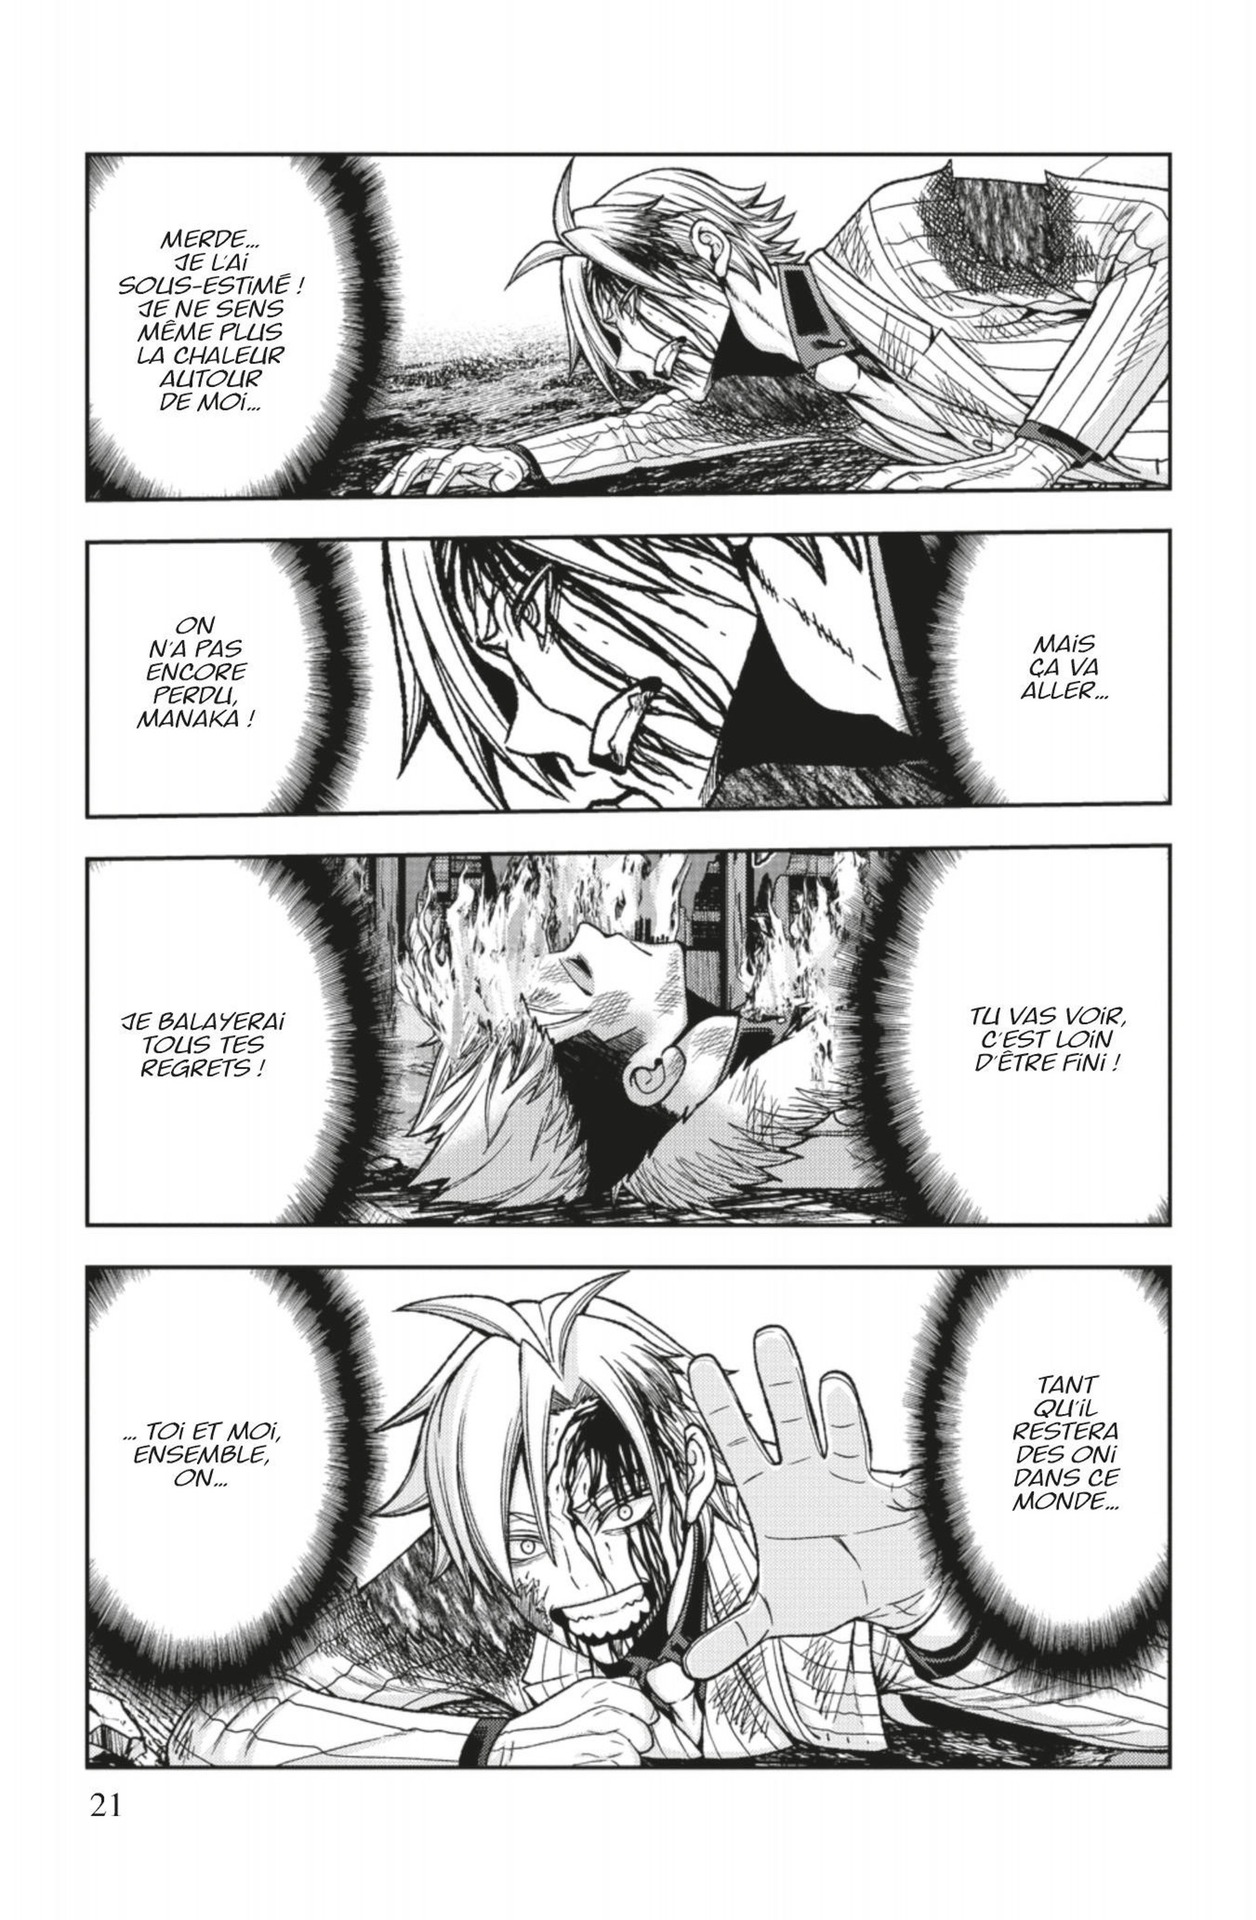 MERDE...
JE L'AI
SOUS-ESTIMÉ !
JE NE SENS
MÊME PLUS
LA CHALEUR
AUTOUR
DE MOI...
MAIS
ÇA VA
ALLER...
ON
N'A PAS
ENCORE
PERDU,
MANAKA !
TU VAS VOIR,
C'EST LOIN
D'ÊTRE FINI !
JE BALAYERAI
TOUS TES
REGRETS !
TANT
QU'IL
RESTERA
DES ONI
DANS CE
MONDE...
... TOI ET MOI,
ENSEMBLE,
ON...
21